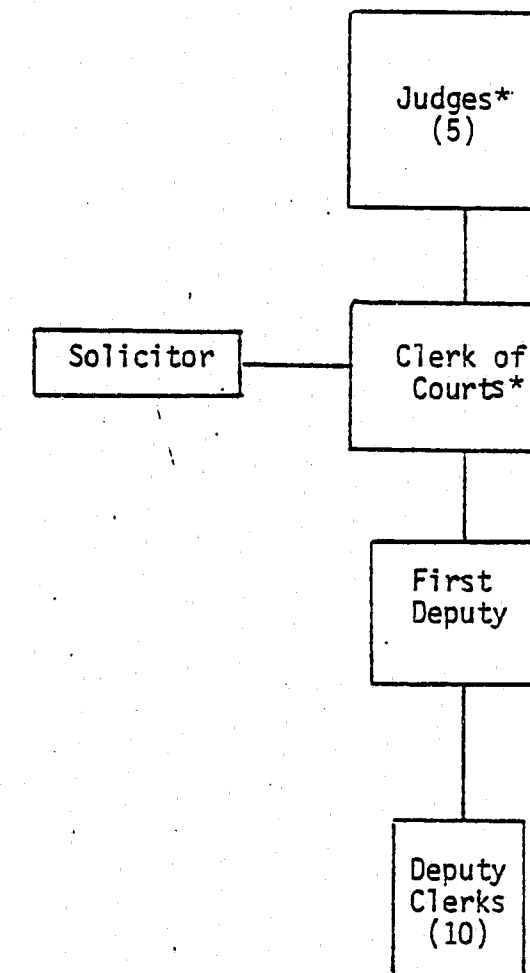 Judges*
(5)
Solicitor
Clerk of
Courts*
First
Deputy
Deputy
Clerks
(10)